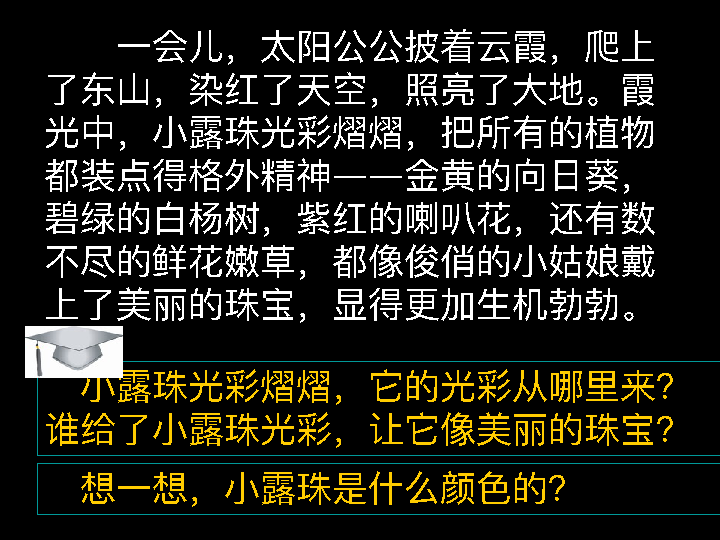 一会儿，太阳公公披着云霞，爬上
了东山，染红了天空，照亮了大地。霞
光中，小露珠光彩熠熠，把所有的植物
都装点得格外精神——金黄的向日葵，
碧绿的白杨树，紫红的喇叭花，还有数
不尽的鲜花嫩草，都像俊俏的小姑娘戴
上了美丽的珠宝，显得更加生机勃勃。
小露珠光彩熠熠，它的光彩从哪里来？
谁给了小露珠光彩，让它像美丽的珠宝？
想一想，小露珠是什么颜色的？